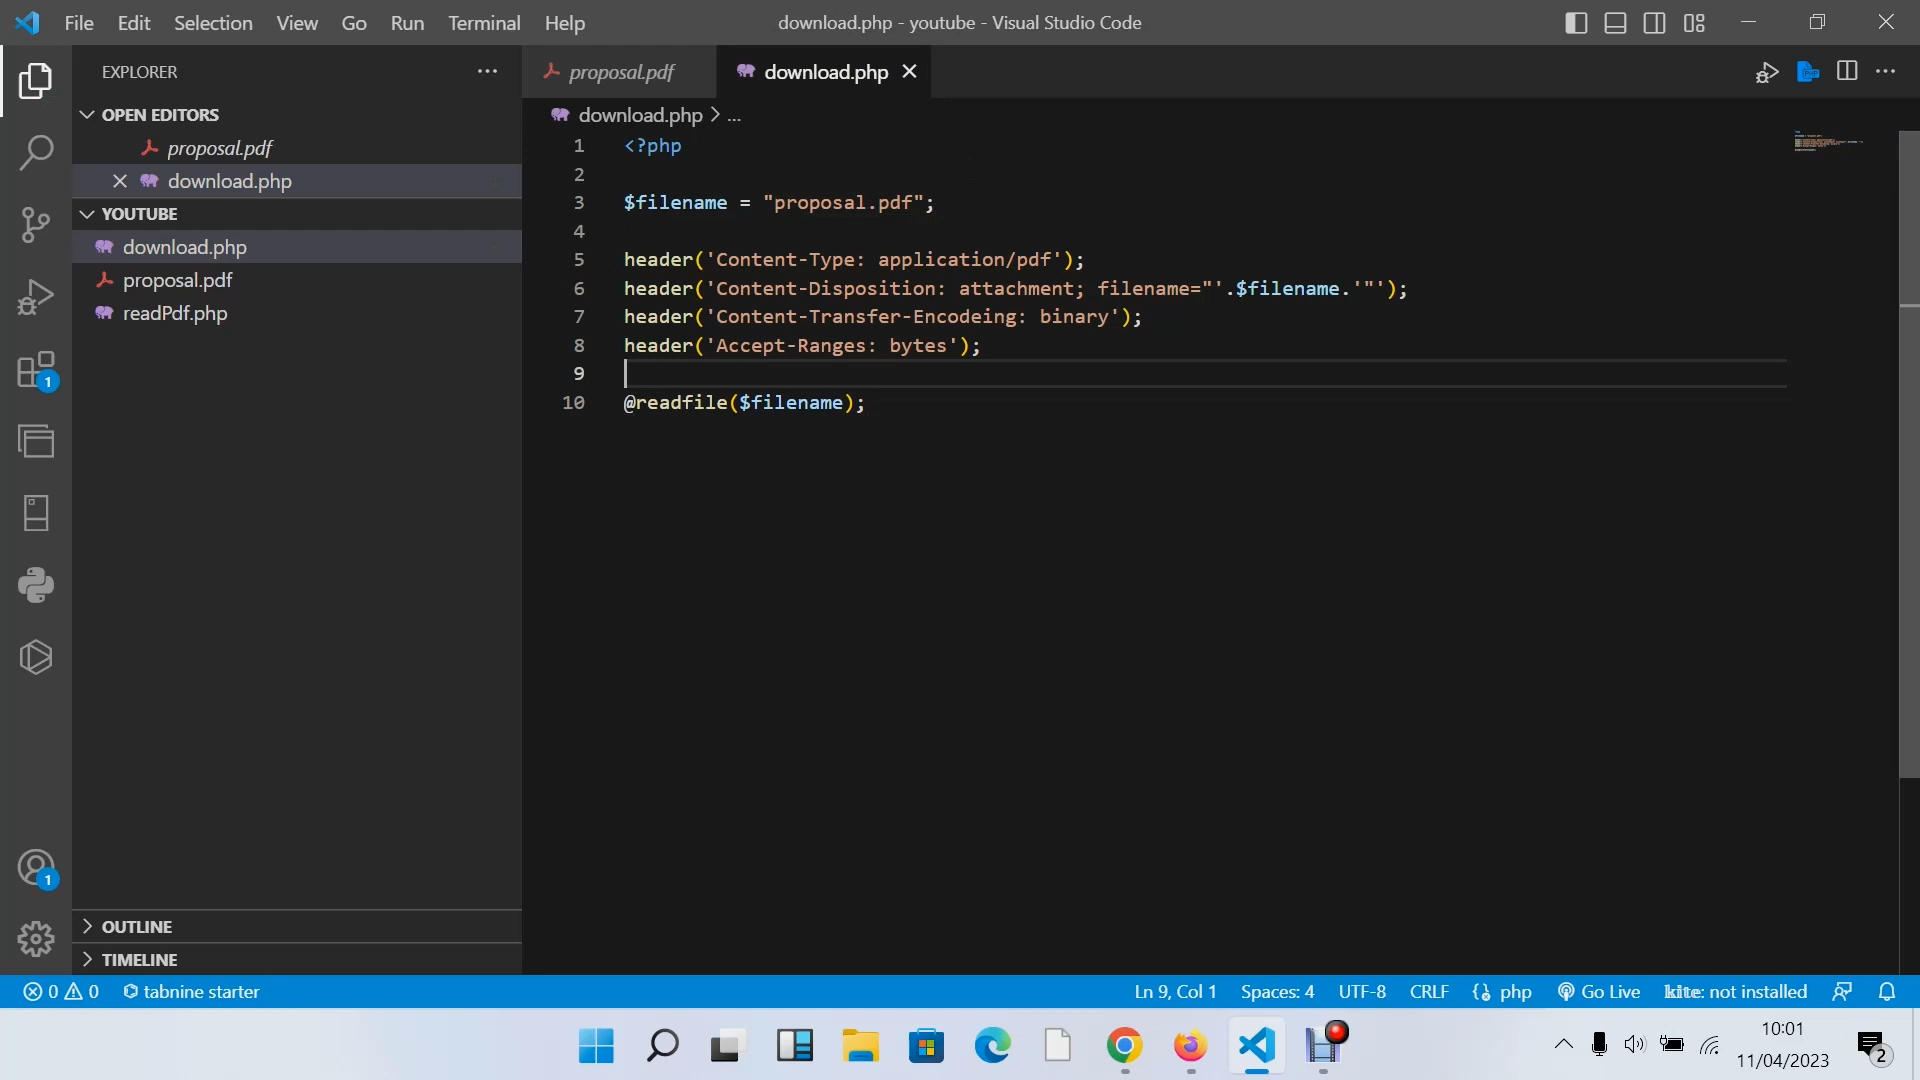 File Edit Selection View Go Run Terminal Help
download.php - youtube - Visual Studio Code
EXPLORER
OPEN EDITORS
proposal.pdf
download.php
YOUTUBE
download.php
proposal.pdf
readPdf.php
OUTLINE
TIMELINE
proposal.pdf
download.php
download.php > ...
1 <?php
2
3 $filename = "proposal.pdf";
4
5 header('Content-Type: application/pdf');
6 header('Content-Disposition: attachment; filename="'.$filename.'"');
7 header('Content-Transfer-Encodeing: binary');
8 header('Accept-Ranges: bytes');
9
10 @readfile($filename);
1
1
0 0 tabnine starter
Ln 9, Col 1 Spaces: 4 UTF-8 CRLF php Go Live kite: not installed
10:01
11/04/2023
2